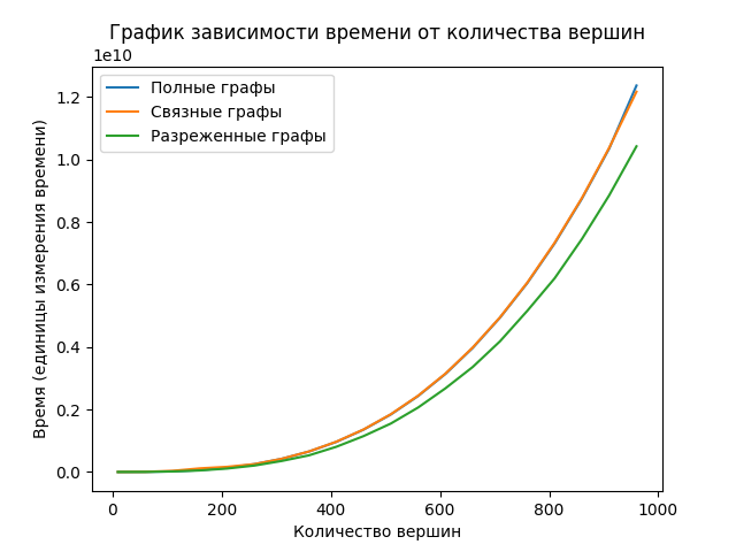 График зависимости времени от количества вершин
1e10
Полные графы
Связные графы
Разреженные графы
Время (единицы измерения времени)
1.2
1.0
0.8
0.6
0.4
0.2
0.0
0 200 400 600 800 1000
Количество вершин